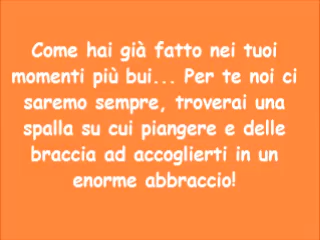 Come hai già fatto nei tuoi
momenti più bui... Per te noi ci
saremo sempre, troverai una
spalla su cui piangere e delle
braccia ad accoglierti in un
enorme abbraccio!